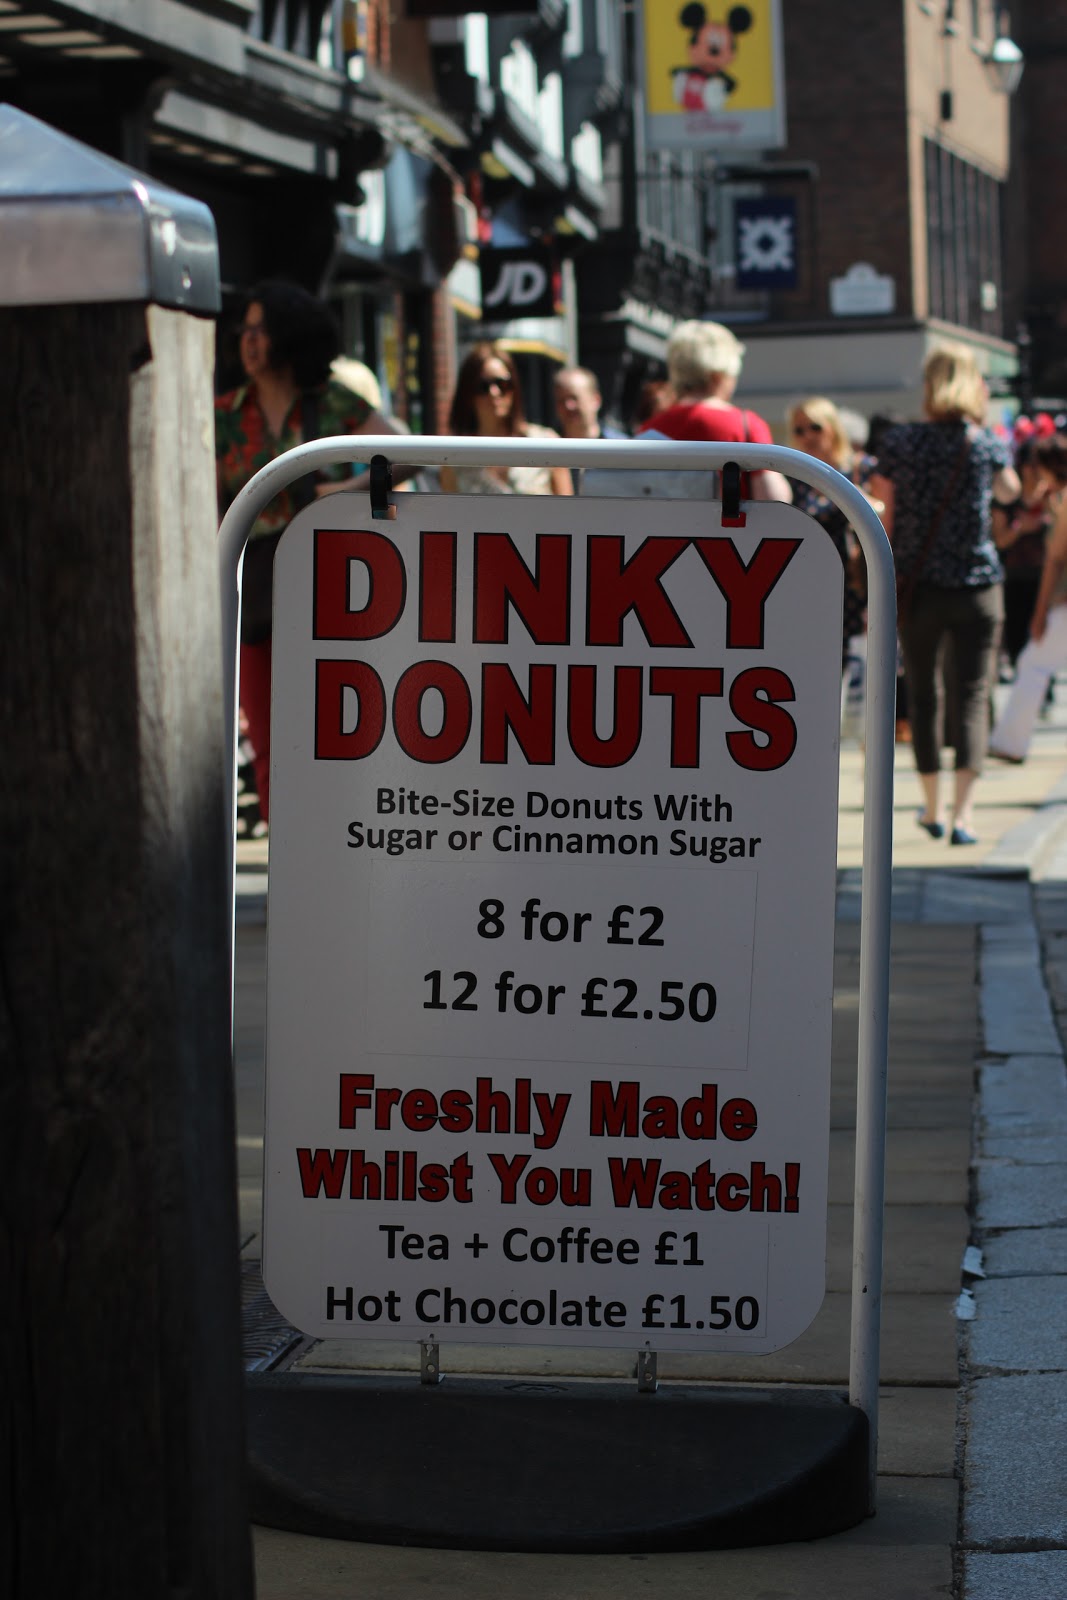 Disney
JD
DINKY
DONUTS
Bite-Size Donuts With
Sugar or Cinnamon Sugar
8 for £2
12 for £2.50
Freshly Made
Whilst You Watch!
Tea + Coffee £1
Hot Chocolate £1.50